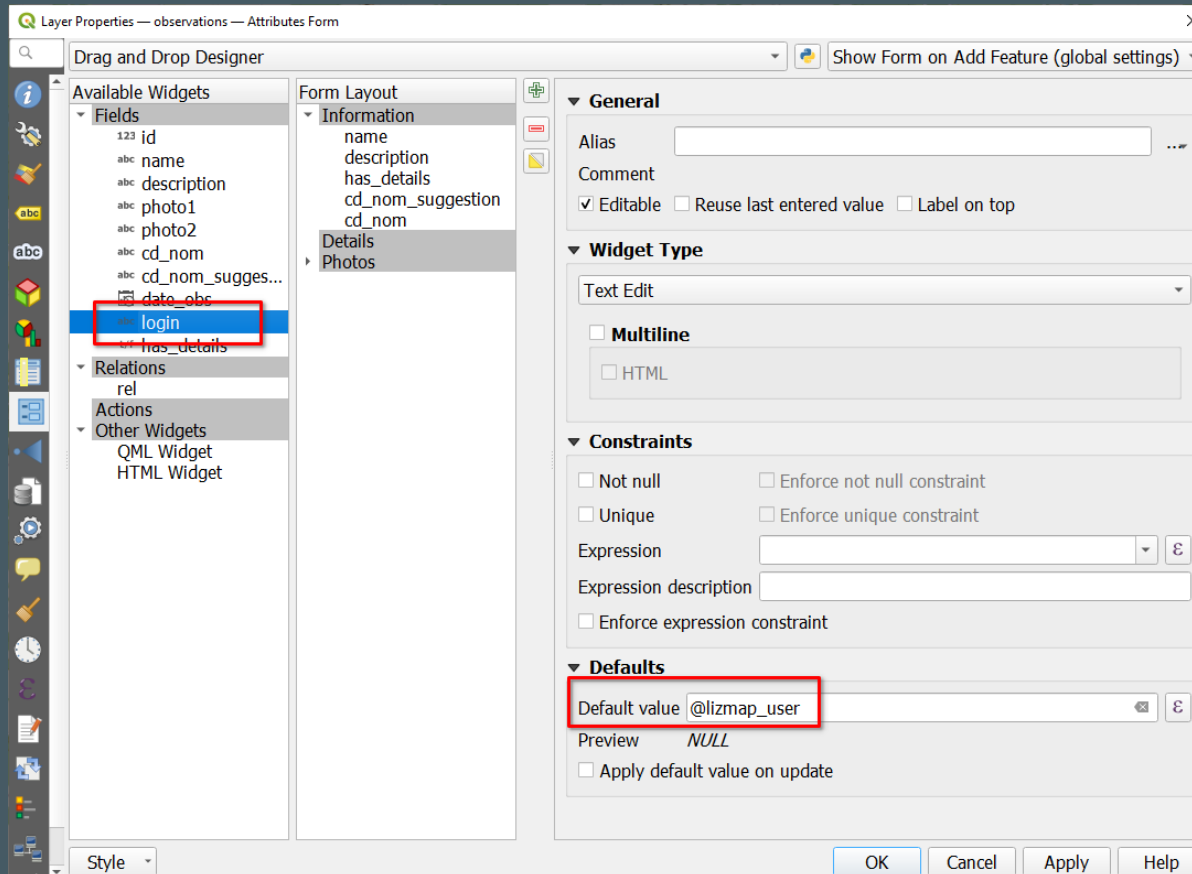 Layer Properties — observations — Attributes Form
Drag and Drop Designer
Show Form on Add Feature (global settings)
Available Widgets
Fields
123 id
abc name
abc description
abc photo1
abc photo2
abc cd_nom
abc cd_nom_sugges...
date_obs
login
has_details
Relations
rel
Actions
Other Widgets
QML Widget
HTML Widget
Form Layout
Information
name
description
has_details
cd_nom_suggestion
cd_nom
Details
Photos
General
Alias
Comment
Editable Reuse last entered value Label on top
Widget Type
Text Edit
Multiline
HTML
Constraints
Not null Enforce not null constraint
Unique Enforce unique constraint
Expression ε
Expression description
Enforce expression constraint
Defaults
Default value @lizmap_user ε
Preview NULL
Apply default value on update
abc
abc
Style OK Cancel Apply Help